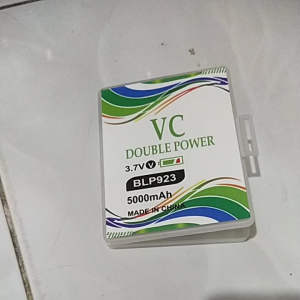 VC
DOUBLE POWER
3.7V V
BLP923
5000mAh
MADE IN CHINA